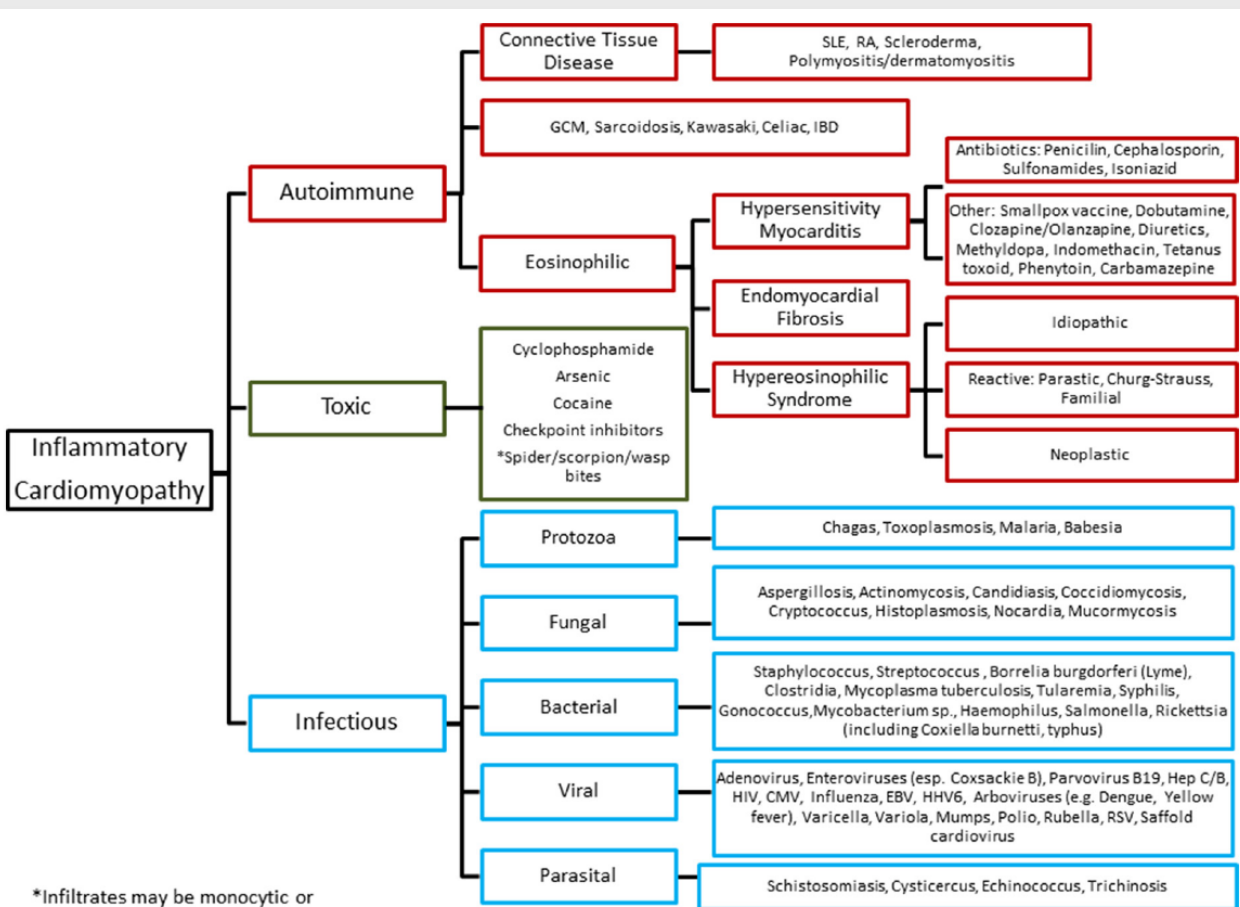 Connective Tissue
Disease
SLE, RA, Scleroderma,
Polymyositis/dermatomyositis
GCM, Sarcoidosis, Kawasaki, Celiac, IBD
Autoimmune
Antibiotics: Penicilin, Cephalosporin,
Sulfonamides, Isoniazid
Hypersensitivity
Myocarditis
Other: Smallpox vaccine, Dobutamine,
Clozapine/Olanzapine, Diuretics,
Methyldopa, Indomethacin, Tetanus
toxoid, Phenytoin, Carbamazepine
Eosinophilic
Endomyocardial
Fibrosis
Idiopathic
Hypereosinophilic
Syndrome
Reactive: Parastic, Churg-Strauss,
Familial
Neoplastic
Toxic
Cyclophosphamide
Arsenic
Cocaine
Checkpoint inhibitors
*Spider/scorpion/wasp
bites
Inflammatory
Cardiomyopathy
Protozoa
Chagas, Toxoplasmosis, Malaria, Babesia
Fungal
Aspergillosis, Actinomycosis, Candidiasis, Coccidiomycosis,
Cryptococcus, Histoplasmosis, Nocardia, Mucormycosis
Infectious
Bacterial
Staphylococcus, Streptococcus , Borrelia burgdorferi (Lyme),
Clostridia, Mycoplasma tuberculosis, Tularemia, Syphilis,
Gonococcus, Mycobacterium sp., Haemophilus, Salmonella, Rickettsia
(including Coxiella burnetti, typhus)
Viral
Adenovirus, Enteroviruses (esp. Coxsackie B), Parvovirus B19, Hep C/B,
HIV, CMV, Influenza, EBV, HHV6, Arboviruses (e.g. Dengue, Yellow
fever), Varicella, Variola, Mumps, Polio, Rubella, RSV, Saffold
cardiovirus
Parasital
Schistosomiasis, Cysticercus, Echinococcus, Trichinosis
*Infiltrates may be monocytic or